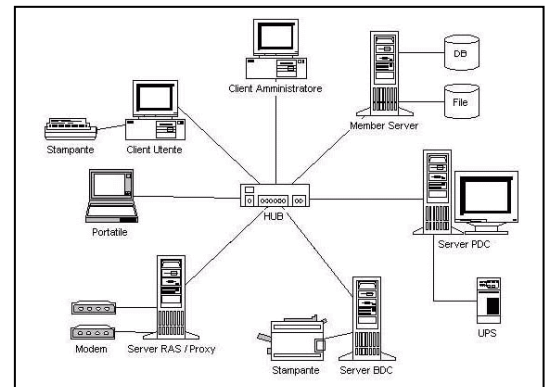 DB
Client Amministratore
File
Member Server
Stampante
Client Utente
HUB
Portatile
Server PDC
Modem
Server RAS / Proxy
Stampante
Server BDC
UPS